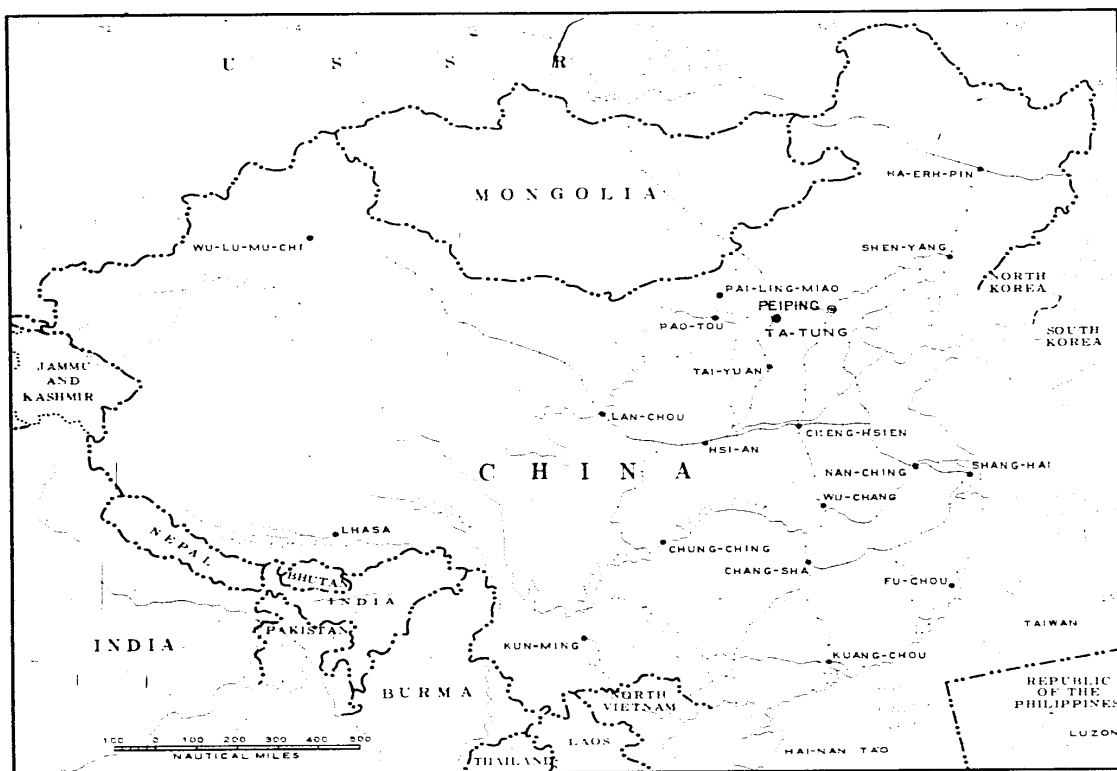 U S S R
MONGOLIA
HA-ERH-PIN
WU-LU-MU-CHI
SHEN-YANG
NORTH
KOREA
PAI-LING-MIAO
PEIPING
PAO-TOU
TA-TUNG
SOUTH
KOREA
JAMMU
AND
KASHMIR
TAI-YUAN
LAN-CHOU
CHENG-HSIEN
HSI-AN
CHINA
NAN-CHING
SHANG-HAI
WU-CHANG
LHASA
NEPAL
CHUNG-CHING
CHANG-SHA
BHUTAN
FU-CHOU
INDIA
PAKISTAN
TAIWAN
INDIA
KUN-MING
KUANG-CHOU
BURMA
NORTH
VIETNAM
REPUBLIC
OF THE
PHILIPPINES
LUZON
LAOS
HAI-NAN TAO
THAILAND
100 0 100 200 300 400 500
NAUTICAL MILES